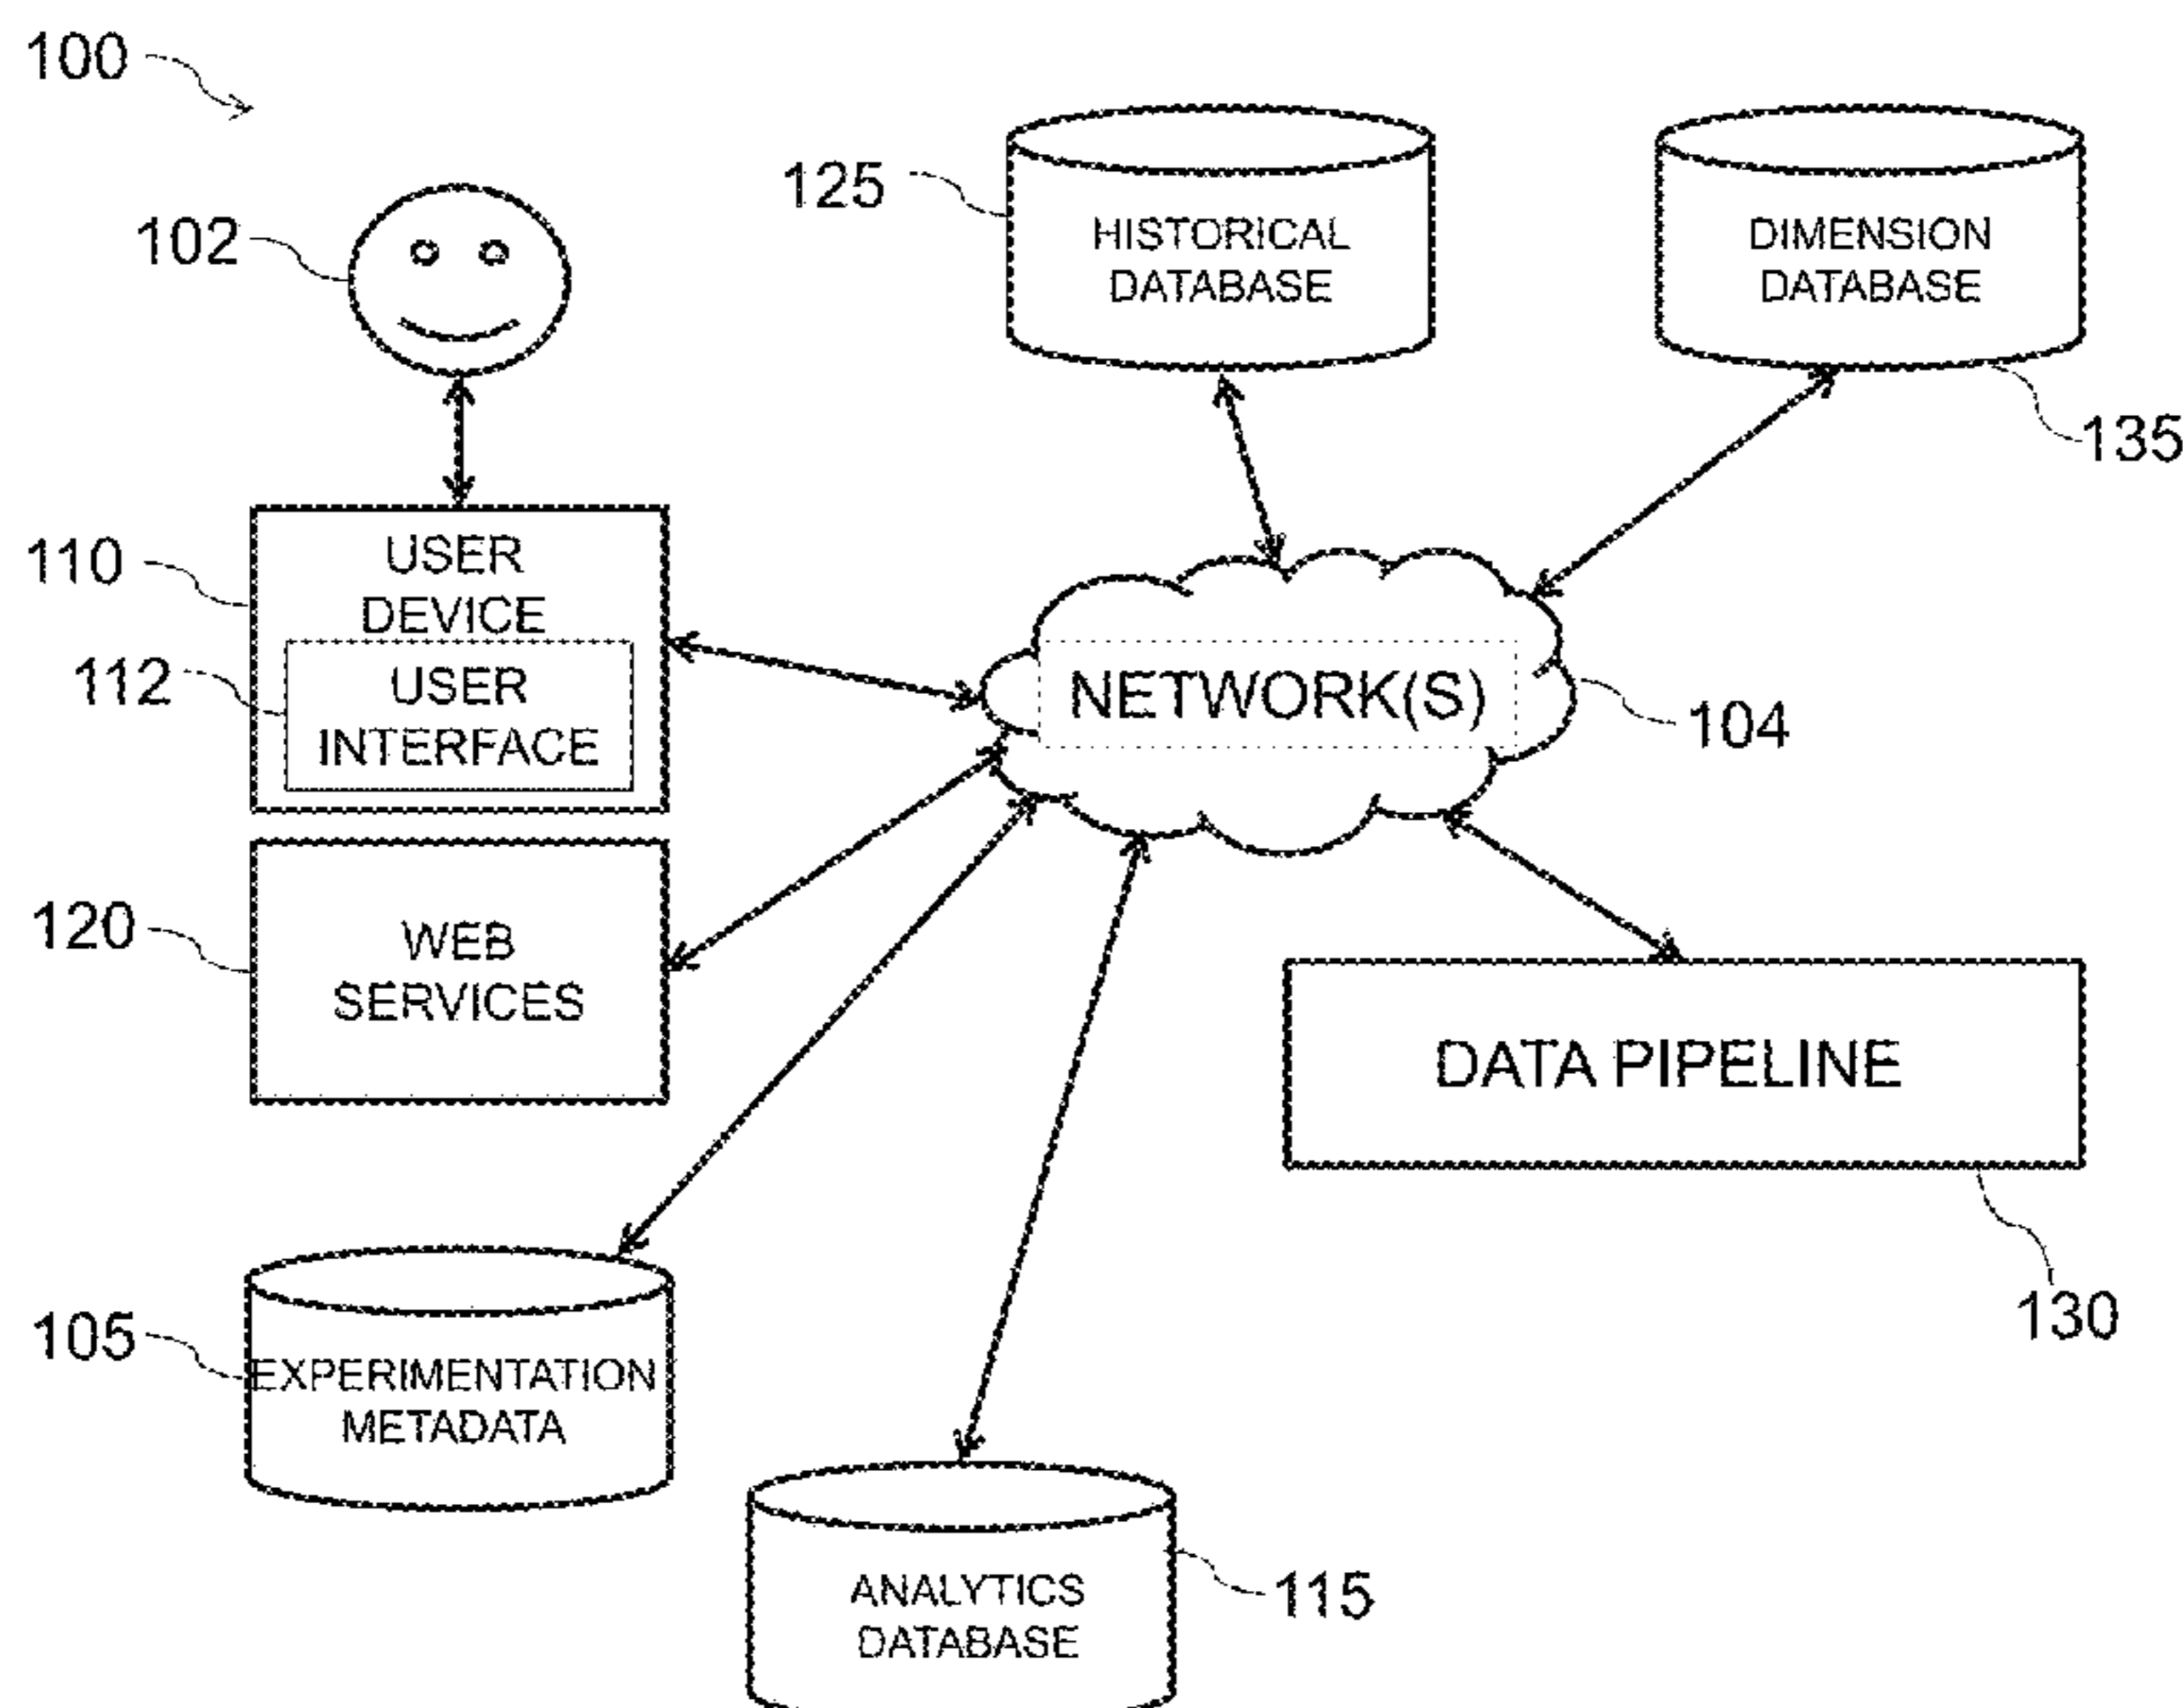 100
102
125
HISTORICAL
DATABASE
DIMENSION
DATABASE
135
110
USER
DEVICE
112
USER
INTERFACE
NETWORK(S)
104
120
WEB
SERVICES
DATA PIPELINE
130
105
EXPERIMENTATION
METADATA
ANALYTICS
DATABASE
115